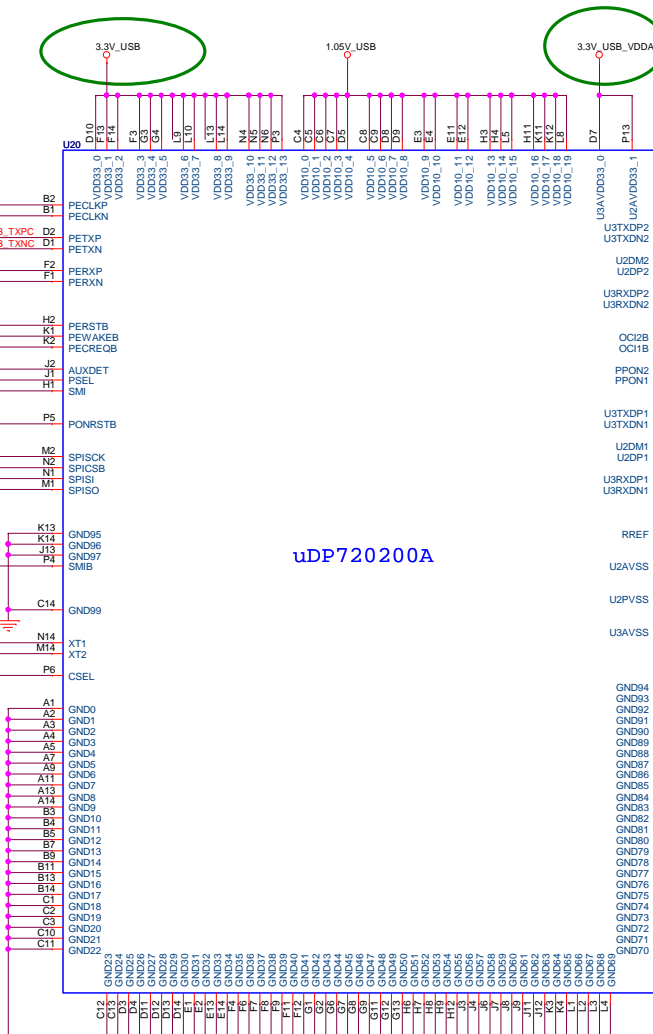 3.3V_USB
1.05V_USB
3.3V_USB_VDDA
D10 F13 F14 F3 G3 G4 L9 L10 L13 L14 N4 N5 N6 P3 C4 C5 C6 C7 D5 C8 C9 D8 D9 E3 E4 E11 E12 H3 H4 L5 H11 K11 K12 L8 D7 P13
U20
VDD33_0 VDD33_1 VDD33_2 VDD33_3 VDD33_4 VDD33_5 VDD33_6 VDD33_7 VDD33_8 VDD33_9 VDD33_10 VDD33_11 VDD33_12 VDD33_13 VDD10_0 VDD10_1 VDD10_2 VDD10_3 VDD10_4 VDD10_5 VDD10_6 VDD10_7 VDD10_8 VDD10_9 VDD10_10 VDD10_11 VDD10_12 VDD10_13 VDD10_14 VDD10_15 VDD10_16 VDD10_17 VDD10_18 VDD10_19 U3AVDD33_0 U2AVDD33_1
B2 PECLKP
B1 PECLKN
U3TXDP2
_TXPC D2 PETXP U3TXDN2
_TXNC D1 PETXN
U2DM2
F2 PERXP U2DP2
F1 PERXN
U3RXDP2
U3RXDN2
H2 PERSTB
K1 PEWAKEB OCI2B
K2 PECREQB OCI1B
J2 AUXDET PPON2
J1 PSEL PPON1
H1 SMI
U3TXDP1
P5 PONRSTB U3TXDN1
U2DM1
M2 SPISCK U2DP1
N2 SPICSB
N1 SPISI U3RXDP1
M1 SPISO U3RXDN1
K13 GND95 RREF
K14 GND96
J13 GND97
uDP720200A
P4 SMIB U2AVSS
U2PVSS
C14 GND99
U3AVSS
N14 XT1
M14 XT2
P6 CSEL
GND94
GND93
A1 GND0 GND92
A2 GND1 GND91
A3 GND2 GND90
A4 GND3 GND89
A5 GND4 GND88
A7 GND5 GND87
A9 GND6 GND86
A11 GND7 GND85
A13 GND8 GND84
A14 GND9 GND83
B3 GND10 GND82
B4 GND11 GND81
B5 GND12 GND80
B7 GND13 GND79
B9 GND14 GND78
B11 GND15 GND77
B13 GND16 GND76
B14 GND17 GND75
C1 GND18 GND74
C2 GND19 GND73
C3 GND20 GND72
C10 GND21 GND71
C11 GND22 GND70
GND23 GND24 GND25 GND26 GND27 GND28 GND29 GND30 GND31 GND32 GND33 GND34 GND35 GND36 GND37 GND38 GND39 GND40 GND41 GND42 GND43 GND44 GND45 GND46 GND47 GND48 GND49 GND50 GND51 GND52 GND53 GND54 GND55 GND56 GND57 GND58 GND59 GND60 GND61 GND62 GND63 GND64 GND65 GND66 GND67 GND68 GND69
C12 C13 D3 D4 D11 D12 D13 D14 E1 E2 E13 E14 F4 F6 F7 F8 F9 F11 F12 G1 G2 G6 G7 G8 G9 G11 G12 G13 H6 H7 H8 H9 H12 J3 J4 J6 J7 J8 J9 J11 J12 K3 K4 L1 L2 L3 L4